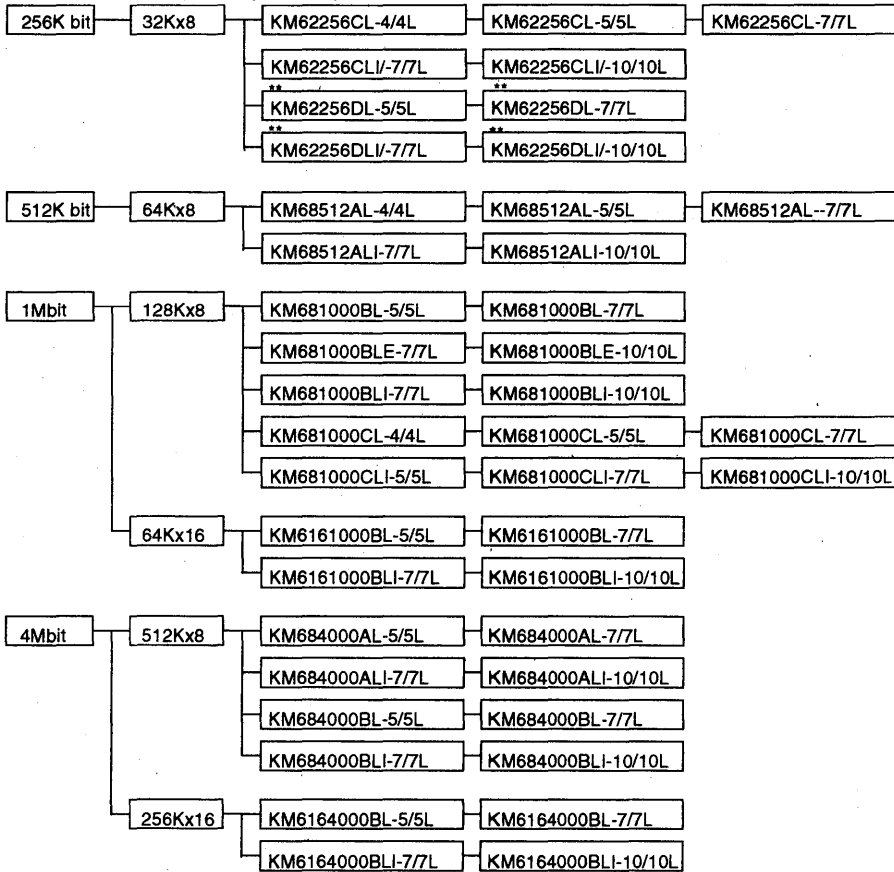 256K bit 32Kx8 KM62256CL-4/4L KM62256CL-5/5L KM62256CL-7/7L
KM62256CLI/-7/7L KM62256CLI/-10/10L
** **
KM62256DL-5/5L KM62256DL-7/7L
** **
KM62256DLI/-7/7L KM62256DLI/-10/10L
512K bit 64Kx8 KM68512AL-4/4L KM68512AL-5/5L KM68512AL--7/7L
KM68512ALI-7/7L KM68512ALI-10/10L
1Mbit 128Kx8 KM681000BL-5/5L KM681000BL-7/7L
KM681000BLE-7/7L KM681000BLE-10/10L
KM681000BLI-7/7L KM681000BLI-10/10L
KM681000CL-4/4L KM681000CL-5/5L KM681000CL-7/7L
KM681000CLI-5/5L KM681000CLI-7/7L KM681000CLI-10/10L
64Kx16 KM6161000BL-5/5L KM6161000BL-7/7L
KM6161000BLI-7/7L KM6161000BLI-10/10L
4Mbit 512Kx8 KM684000AL-5/5L KM684000AL-7/7L
KM684000ALI-7/7L KM684000ALI-10/10L
KM684000BL-5/5L KM684000BL-7/7L
KM684000BLI-7/7L KM684000BLI-10/10L
256Kx16 KM6164000BL-5/5L KM6164000BL-7/7L
KM6164000BLI-7/7L KM6164000BLI-10/10L